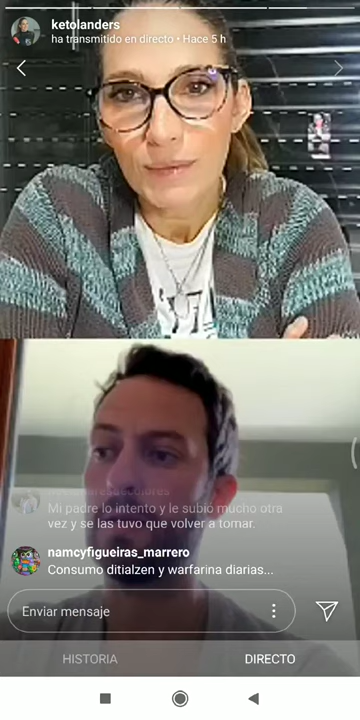 ketolanders
ha transmitido en directo • Hace 5 h
Mi padre lo intento y le subió mucho otra
vez y se las tuvo que volver a tomar.
namcyfigueiras_marrero
Consumo ditialzen y warfarina diarias...
Enviar mensaje
HISTORIA
DIRECTO